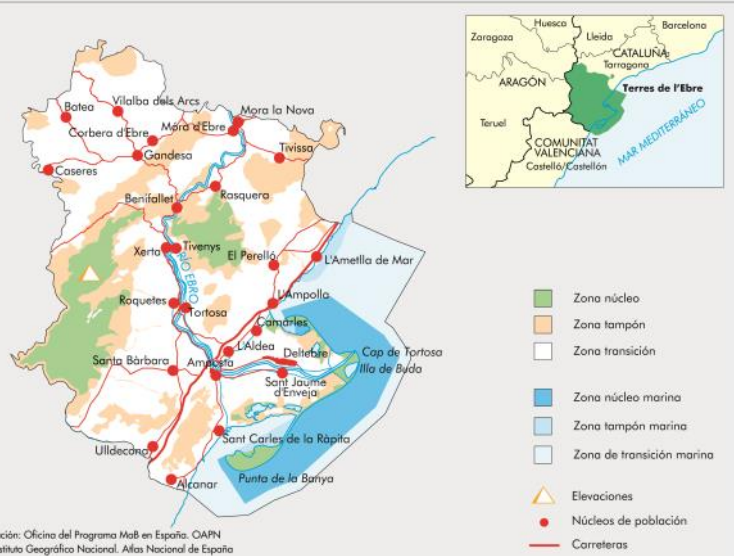 Batea
Vilalba dels Arcs
Corbera d'Ebre
Móra d'Ebre
Mora la Nova
Gandesa
Tivissa
Caseres
Rasquera
Benifallet
Xerta
Tivenys
RÍO EBRO
El Perelló
L'Ametlla de Mar
Roquetes
Tortosa
L'Ampolla
Camarles
L'Aldea
Deltebre
Cap de Tortosa
Illa de Buda
Santa Bàrbara
Amposta
Sant Jaume
d'Enveja
Ulldecona
Sant Carles de la Ràpita
Alcanar
Punta de la Banya
Huesca
Barcelona
Zaragoza
Lleida
CATALUÑA
Tarragona
ARAGÓN
Terres de l'Ebre
Teruel
MAR MEDITERRÁNEO
COMUNITAT
VALENCIANA
Castelló/Castellón
Zona núcleo
Zona tampón
Zona transición
Zona núcleo marina
Zona tampón marina
Zona de transición marina
Elevaciones
Núcleos de población
Carreteras
ción: Oficina del Programa MaB en España. OAPN
stituto Geográfico Nacional. Atlas Nacional de España